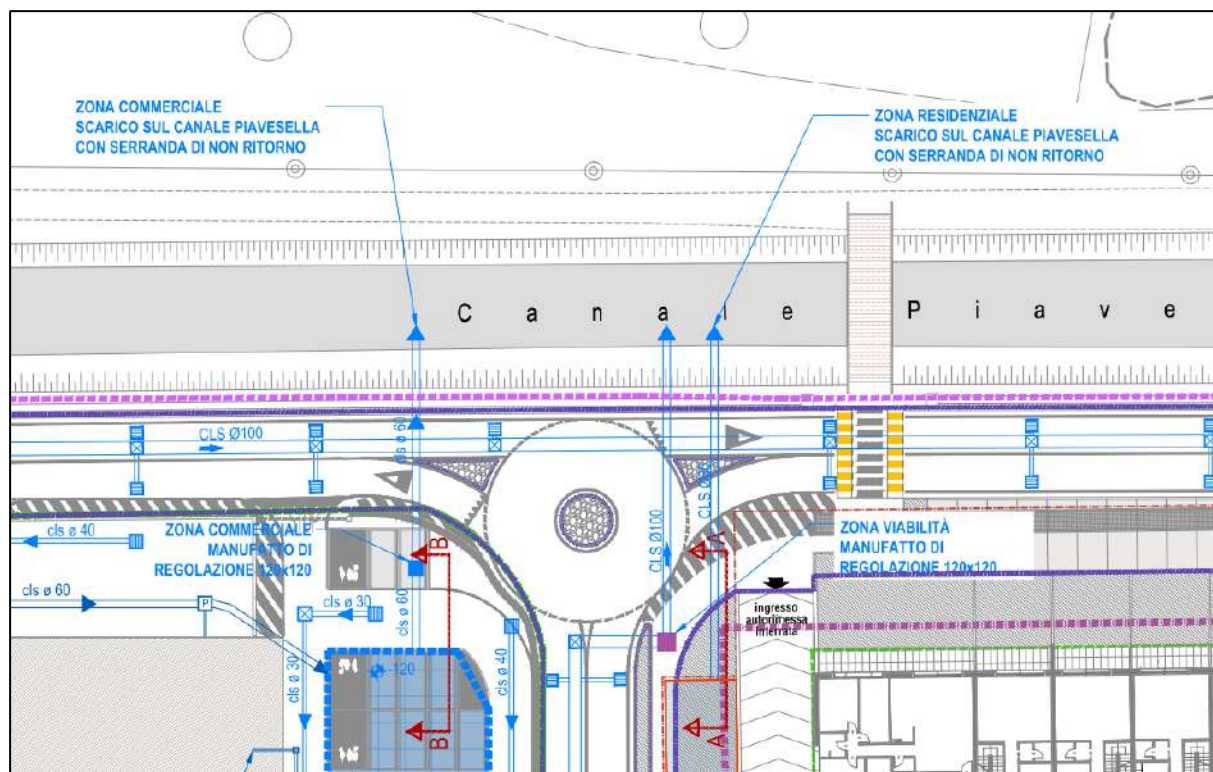 ZONA COMMERCIALE
SCARICO SUL CANALE PIAVESELLA
CON SERRANDA DI NON RITORNO
ZONA RESIDENZIALE
SCARICO SUL CANALE PIAVESELLA
CON SERRANDA DI NON RITORNO
Canale Piave
CLS Ø100
cls ø 60
cls ø 40
ZONA COMMERCIALE
MANUFATTO DI
REGOLAZIONE 120x120
B
CLS Ø100
A
ZONA VIABILITÀ
MANUFATTO DI
REGOLAZIONE 120x120
cls ø 60
P
cls ø 30
cls ø 60
ingresso
autorimessa
interrata
cls ø 30
-120
cls ø 40
B
A